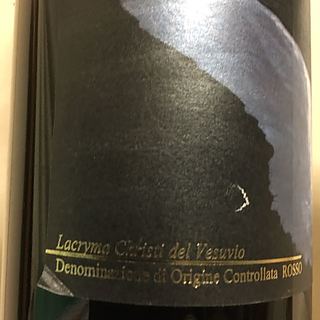 Lacryma Christi del Vesuvio
Denominazione di Origine Controllata ROSSO